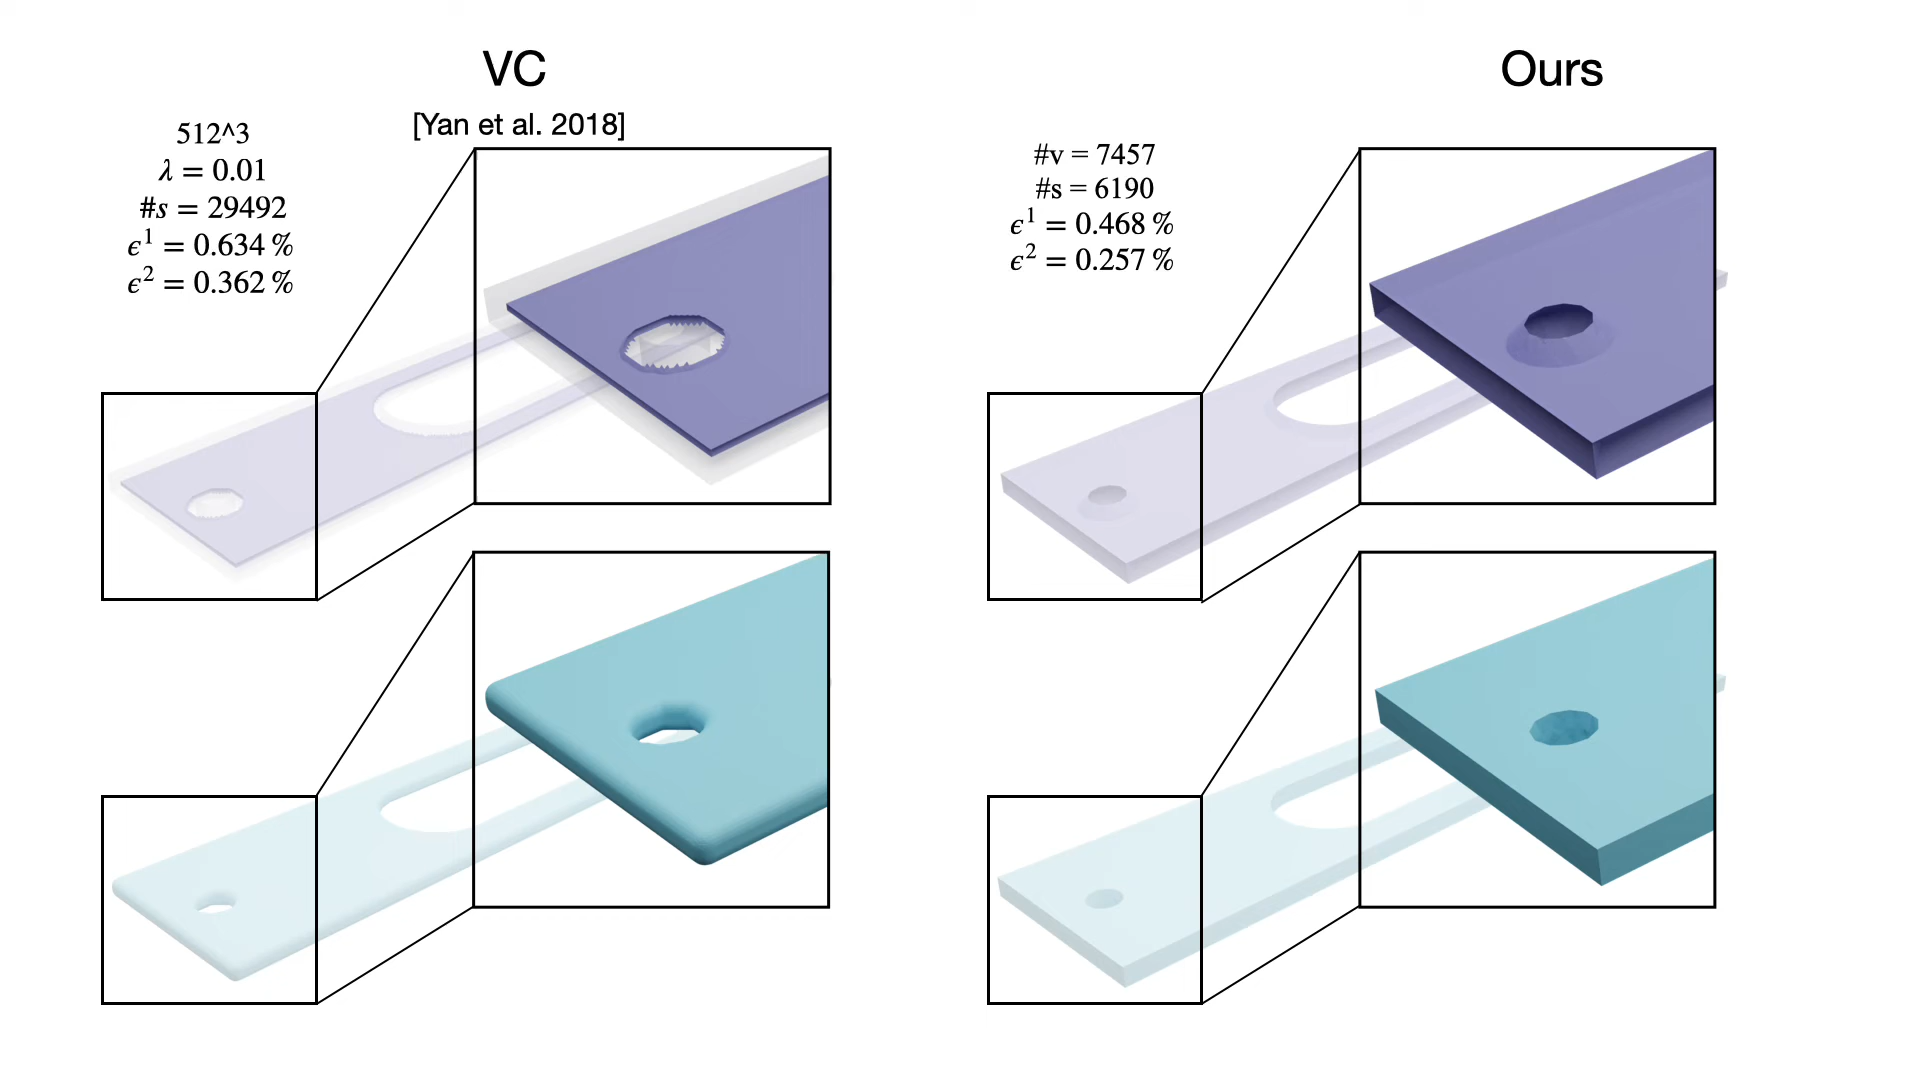 VC
[Yan et al. 2018]
512^3
λ = 0.01
#s = 29492
ϵ¹ = 0.634 %
ϵ² = 0.362 %
Ours
#v = 7457
#s = 6190
ϵ¹ = 0.468 %
ϵ² = 0.257 %